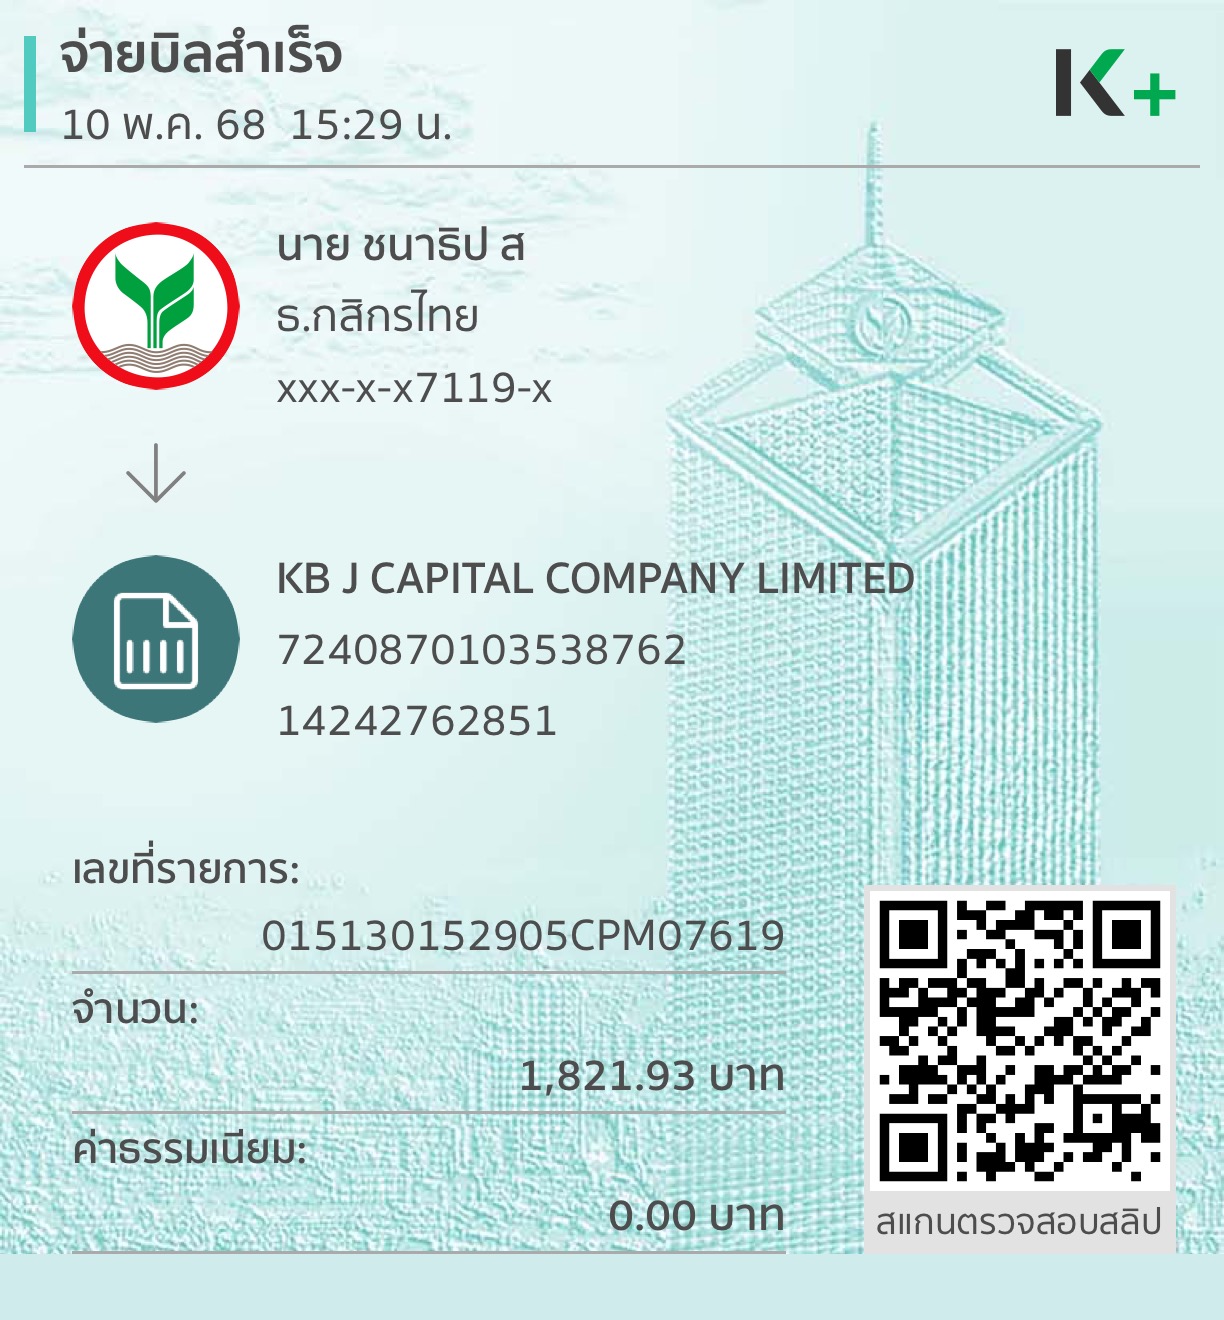 จ่ายบิลสำเร็จ
10 พ.ค. 68 15:29 น.
K+
นาย ชนาธิป ส
ธ.กสิกรไทย
xxx-x-x7119-x
KB J CAPITAL COMPANY LIMITED
7240870103538762
14242762851
เลขที่รายการ:
015130152905CPM07619
จำนวน:
1,821.93 บาท
ค่าธรรมเนียม:
0.00 บาท
สแกนตรวจสอบสลิป